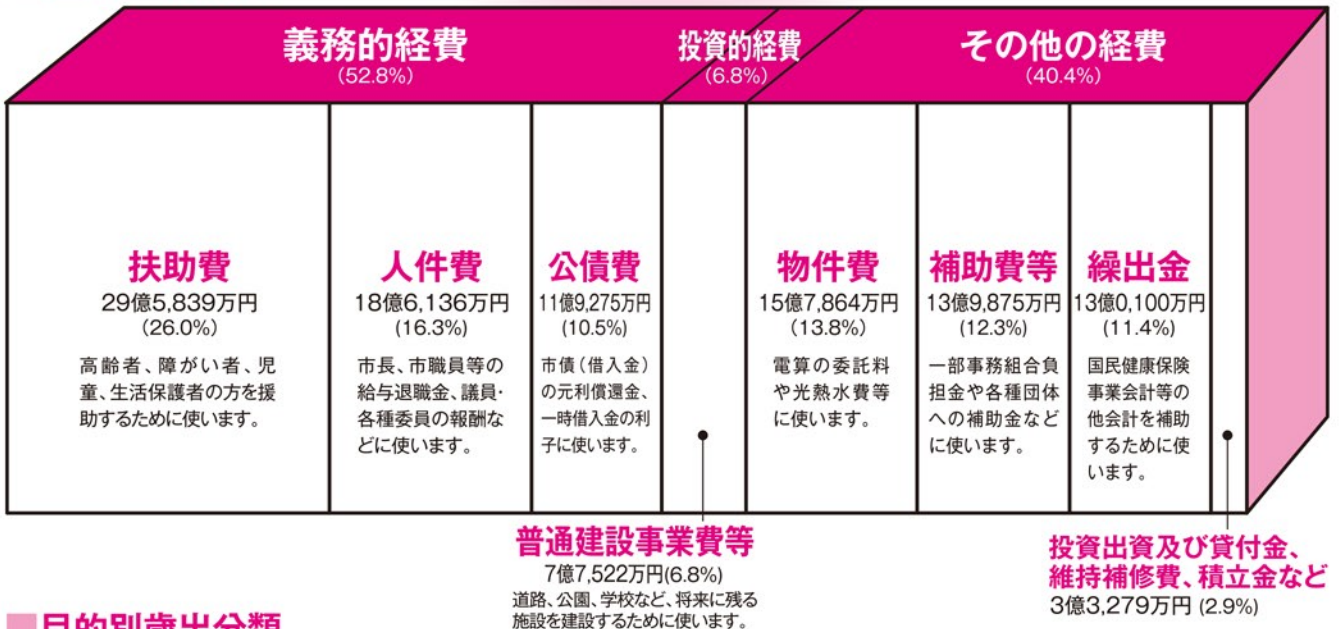 義務的経費
(52.8%)
投資的経費
(6.8%)
その他の経費
(40.4%)
扶助費
29億5,839万円
(26.0%)
高齢者、障がい者、児
童、生活保護者の方を援
助するために使います。
人件費
18億6,136万円
(16.3%)
市長、市職員等の
給与退職金、議員・
各種委員の報酬な
どに使います。
公債費
11億9,275万円
(10.5%)
市債(借入金)
の元利償還金、
一時借入金の利
子に使います。
物件費
15億7,864万円
(13.8%)
電算の委託料
や光熱水費等
に使います。
補助費等
13億9,875万円
(12.3%)
一部事務組合負
担金や各種団体
への補助金など
に使います。
繰出金
13億0,100万円
(11.4%)
国民健康保険
事業会計等の
他会計を補助
するために使
います。
普通建設事業費等
7億7,522万円(6.8%)
道路、公園、学校など、将来に残る
施設を建設するために使います。
投資出資及び貸付金、
維持補修費、積立金など
3億3,279万円 (2.9%)
目的別歳出分類